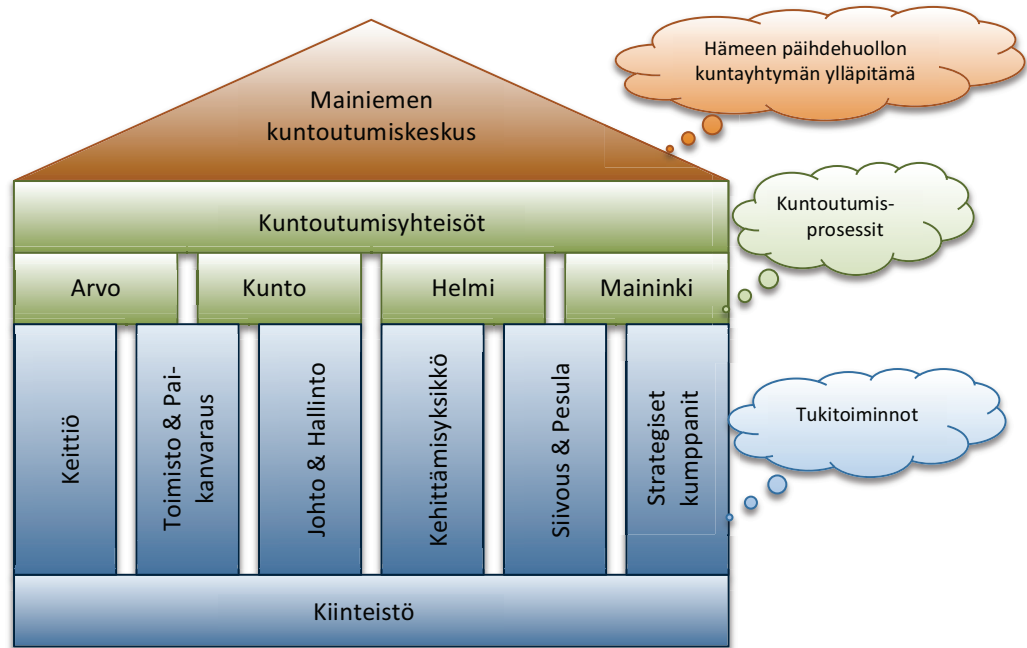 Hämeen päihdehuollon
kuntayhtymän ylläpitämä
Mainiemen
kuntoutumiskeskus
Kuntoutumisyhteisöt
Kuntoutumis-
prosessit
Arvo
Kunto
Helmi
Maininki
Keittiö
Toimisto & Pai-
kanvaraus
Johto & Hallinto
Kehittämisyksikkö
Siivous & Pesula
Strategiset
kumppanit
Tukitoiminnot
Kiinteistö